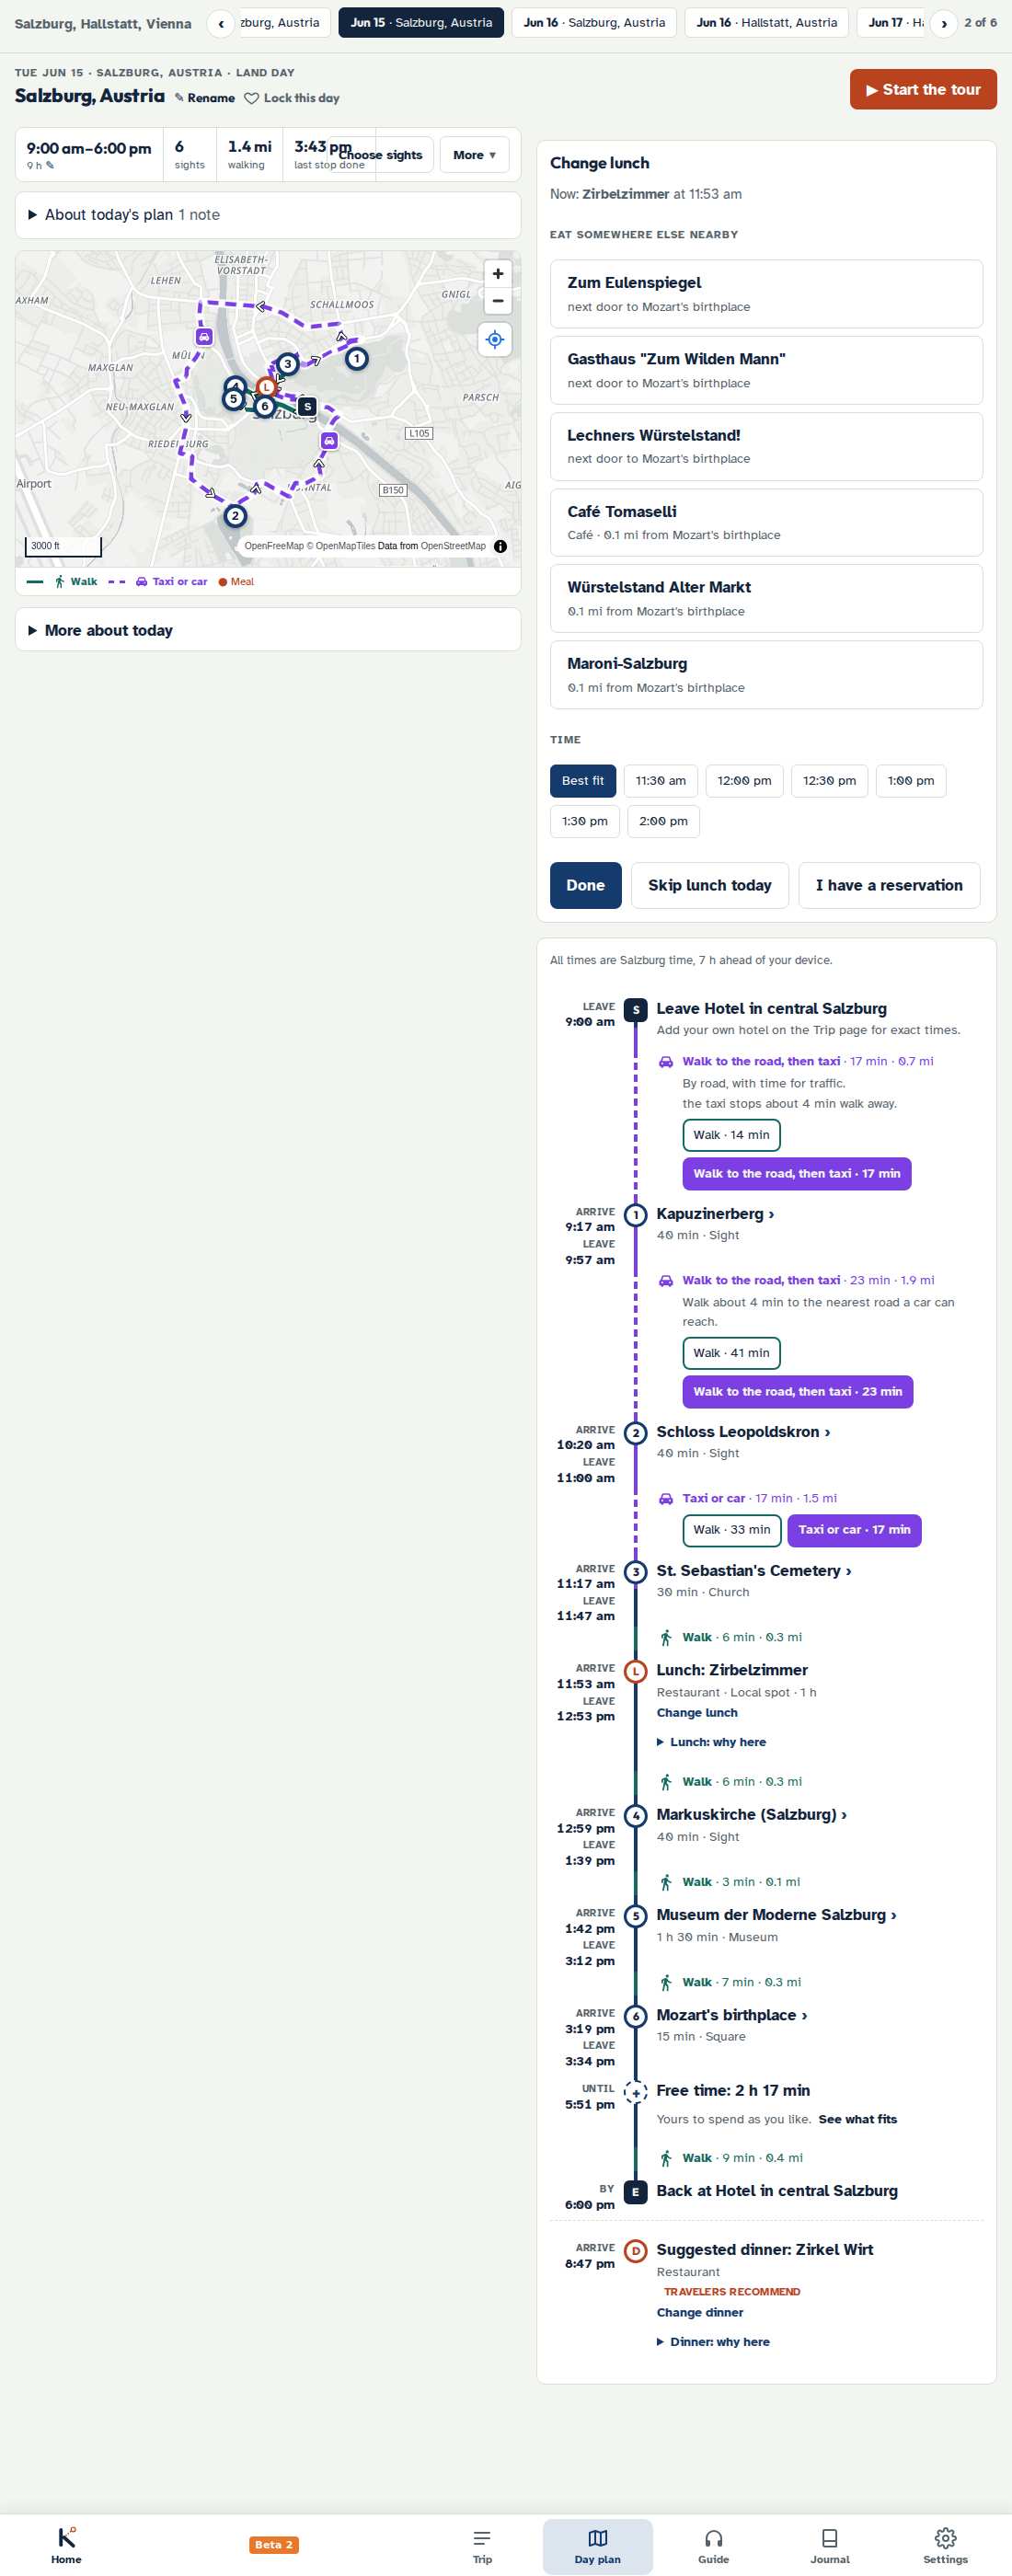 Salzburg, Hallstatt, Vienna
‹
zburg, Austria
Jun 15 · Salzburg, Austria
Jun 16 · Salzburg, Austria
Jun 16 · Hallstatt, Austria
Jun 17 · Ha
›
2 of 6
TUE JUN 15 · SALZBURG, AUSTRIA · LAND DAY
Salzburg, Austria
✎ Rename
Lock this day
▶ Start the tour
9:00 am–6:00 pm
9 h ✎
6
sights
1.4 mi
walking
3:43 pm
last stop done
Choose sights
More ▾
▶ About today's plan 1 note
ELISABETH-
VORSTADT
LEHEN
GNIGL
AXHAM
SCHALLMOOS
+
−
1
MAXGLAN
3
L
5
6
S
PARSCH
NEU-MAXGLAN
L105
Airport
B150
AIG
2
3000 ft
OpenFreeMap © OpenMapTiles Data from OpenStreetMap
Walk
Taxi or car
Meal
▶ More about today
Change lunch
Now: Zirbelzimmer at 11:53 am
EAT SOMEWHERE ELSE NEARBY
Zum Eulenspiegel
next door to Mozart's birthplace
Gasthaus "Zum Wilden Mann"
next door to Mozart's birthplace
Lechners Würstelstand!
next door to Mozart's birthplace
Café Tomaselli
Café · 0.1 mi from Mozart's birthplace
Würstelstand Alter Markt
0.1 mi from Mozart's birthplace
Maroni-Salzburg
0.1 mi from Mozart's birthplace
TIME
Best fit
11:30 am
12:00 pm
12:30 pm
1:00 pm
1:30 pm
2:00 pm
Done
Skip lunch today
I have a reservation
All times are Salzburg time, 7 h ahead of your device.
LEAVE
9:00 am
S
Leave Hotel in central Salzburg
Add your own hotel on the Trip page for exact times.
Walk to the road, then taxi · 17 min · 0.7 mi
By road, with time for traffic.
the taxi stops about 4 min walk away.
Walk · 14 min
Walk to the road, then taxi · 17 min
ARRIVE
9:17 am
LEAVE
9:57 am
1
Kapuzinerberg ›
40 min · Sight
Walk to the road, then taxi · 23 min · 1.9 mi
Walk about 4 min to the nearest road a car can
reach.
Walk · 41 min
Walk to the road, then taxi · 23 min
ARRIVE
10:20 am
LEAVE
11:00 am
2
Schloss Leopoldskron ›
40 min · Sight
Taxi or car · 17 min · 1.5 mi
Walk · 33 min
Taxi or car · 17 min
ARRIVE
11:17 am
LEAVE
11:47 am
3
St. Sebastian's Cemetery ›
30 min · Church
Walk · 6 min · 0.3 mi
ARRIVE
11:53 am
LEAVE
12:53 pm
L
Lunch: Zirbelzimmer
Restaurant · Local spot · 1 h
Change lunch
▶ Lunch: why here
Walk · 6 min · 0.3 mi
ARRIVE
12:59 pm
LEAVE
1:39 pm
4
Markuskirche (Salzburg) ›
40 min · Sight
Walk · 3 min · 0.1 mi
ARRIVE
1:42 pm
LEAVE
3:12 pm
5
Museum der Moderne Salzburg ›
1 h 30 min · Museum
Walk · 7 min · 0.3 mi
ARRIVE
3:19 pm
LEAVE
3:34 pm
6
Mozart's birthplace ›
15 min · Square
UNTIL
5:51 pm
+
Free time: 2 h 17 min
Yours to spend as you like. See what fits
Walk · 9 min · 0.4 mi
BY
6:00 pm
E
Back at Hotel in central Salzburg
ARRIVE
8:47 pm
D
Suggested dinner: Zirkel Wirt
Restaurant
TRAVELERS RECOMMEND
Change dinner
▶ Dinner: why here
Home
Beta 2
Trip
Day plan
Guide
Journal
Settings